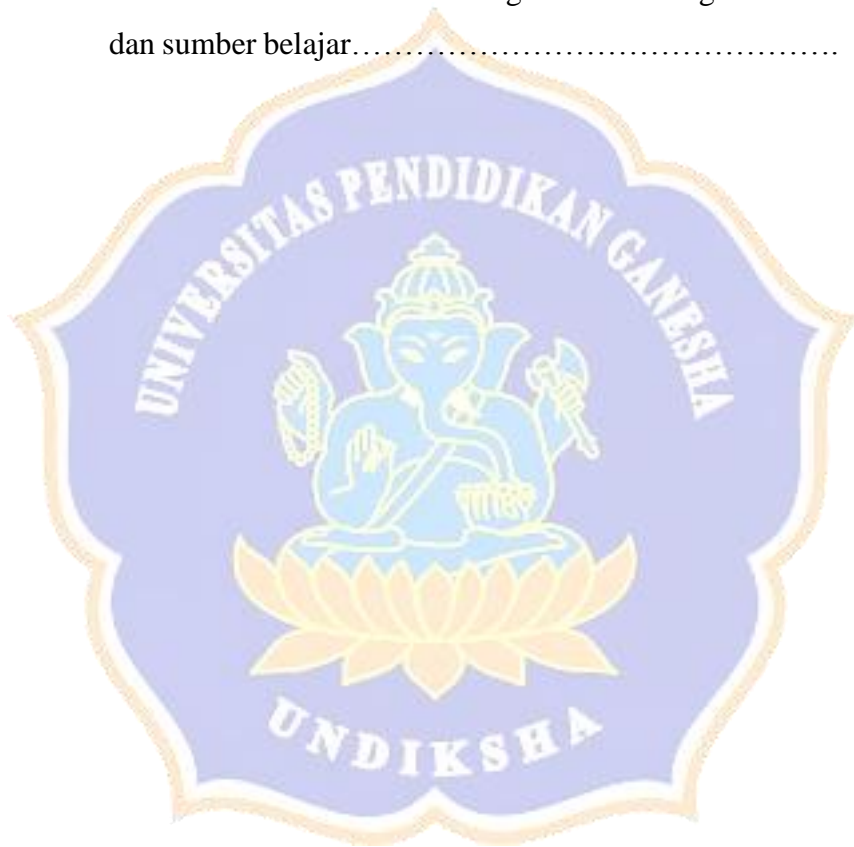 dan sumber belajar……………………………………….
UNIVERSITAS PENDIDIKAN GANESHA
UNDIKSHA